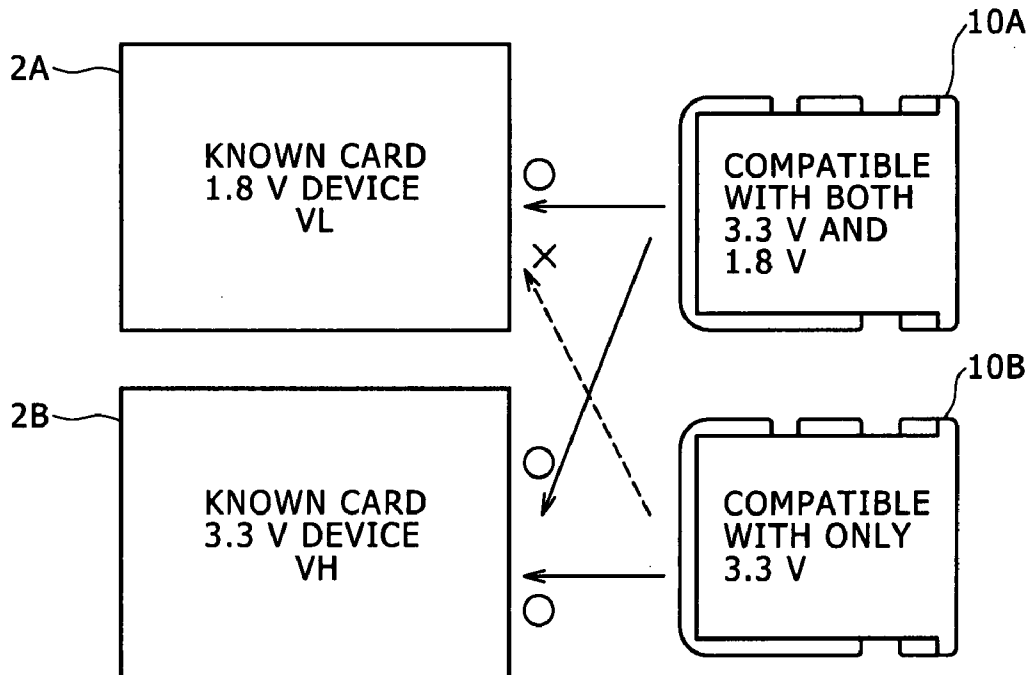 10A
2A
KNOWN CARD
1.8 V DEVICE
VL
COMPATIBLE
WITH BOTH
3.3 V AND
1.8 V
10B
2B
KNOWN CARD
3.3 V DEVICE
VH
COMPATIBLE
WITH ONLY
3.3 V